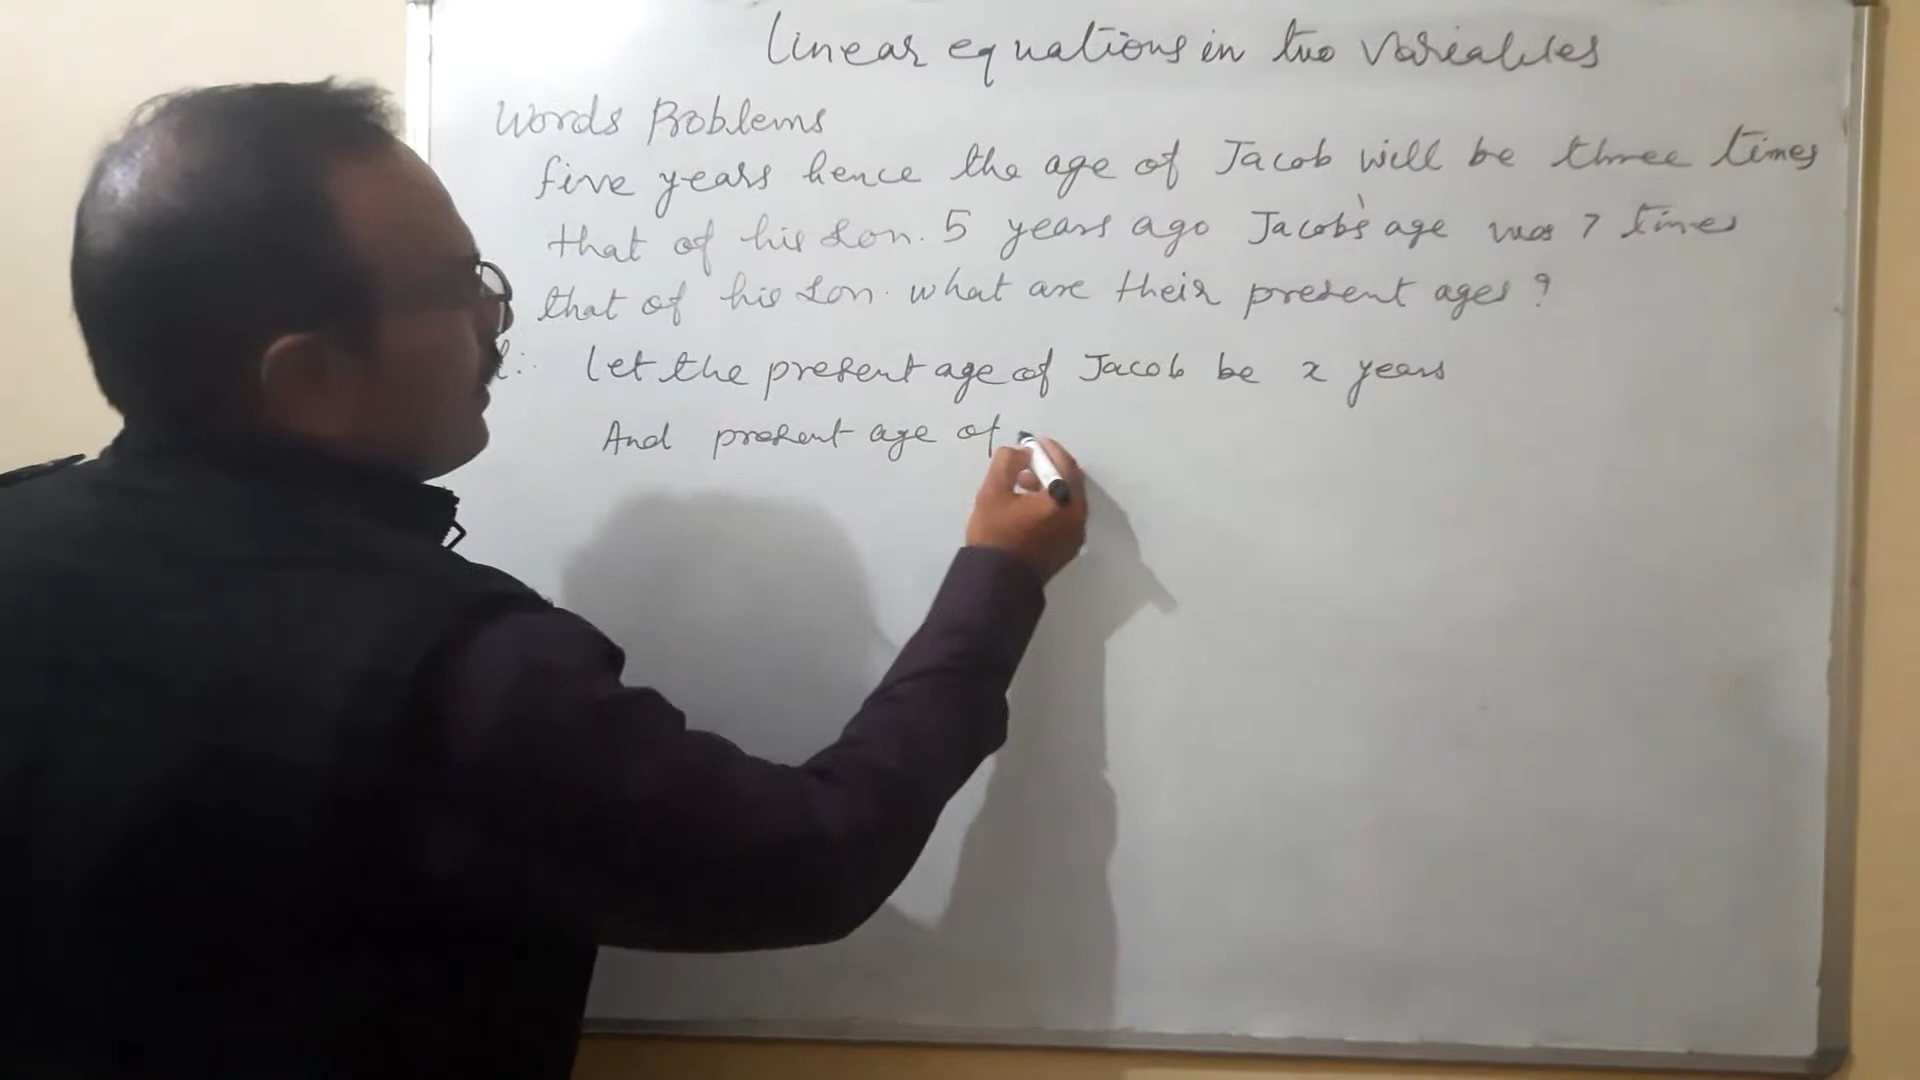 Linear equations in two variables
Words Problems
five years hence the age of Jacob will be three times
that of his son. 5 years ago Jacob's age was 7 times
that of his son. what are their present ages?
let the present age of Jacob be x years
And present age of